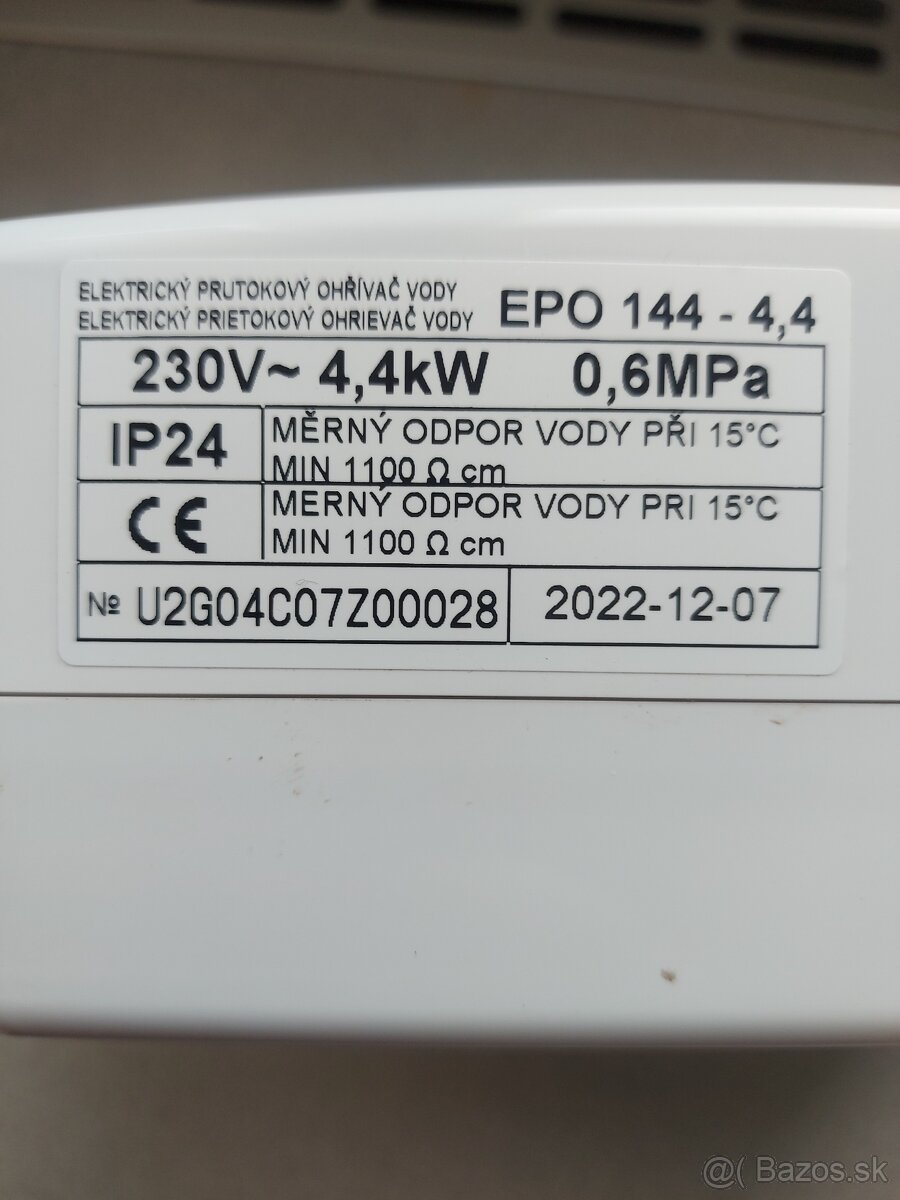 ELEKTRICKÝ PRUTOKOVÝ OHŘÍVAČ VODY
ELEKTRICKÝ PRIETOKOVÝ OHRIEVAČ VODY
EPO 144 - 4,4
230V~ 4,4kW 0,6MPa
IP24
MĚRNÝ ODPOR VODY PŘI 15°C
MIN 1100 Ω cm
CE
MERNÝ ODPOR VODY PRI 15°C
MIN 1100 Ω cm
№ U2G04C07Z00028
2022-12-07
@( Bazos.sk